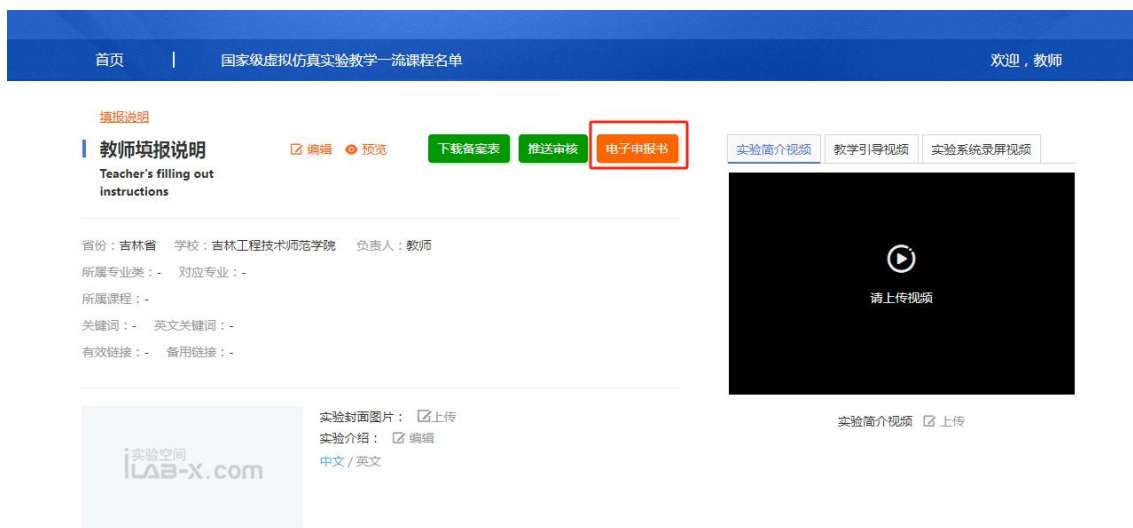 首页 | 国家级虚拟仿真实验教学一流课程名单 欢迎，教师
填报说明
教师填报说明 编辑 预览 下载备案表 推送审核 电子申报书
Teacher's filling out
instructions
实验简介视频 教学引导视频 实验系统录屏视频
省份：吉林省 学校：吉林工程技术师范学院 负责人：教师
所属专业类：- 对应专业：-
所属课程：-
关键词：- 英文关键词：-
有效链接：- 备用链接：-
请上传视频
实验简介视频 上传
实验空间
iLAB-X.com
实验封面图片： 上传
实验介绍： 编辑
中文 / 英文